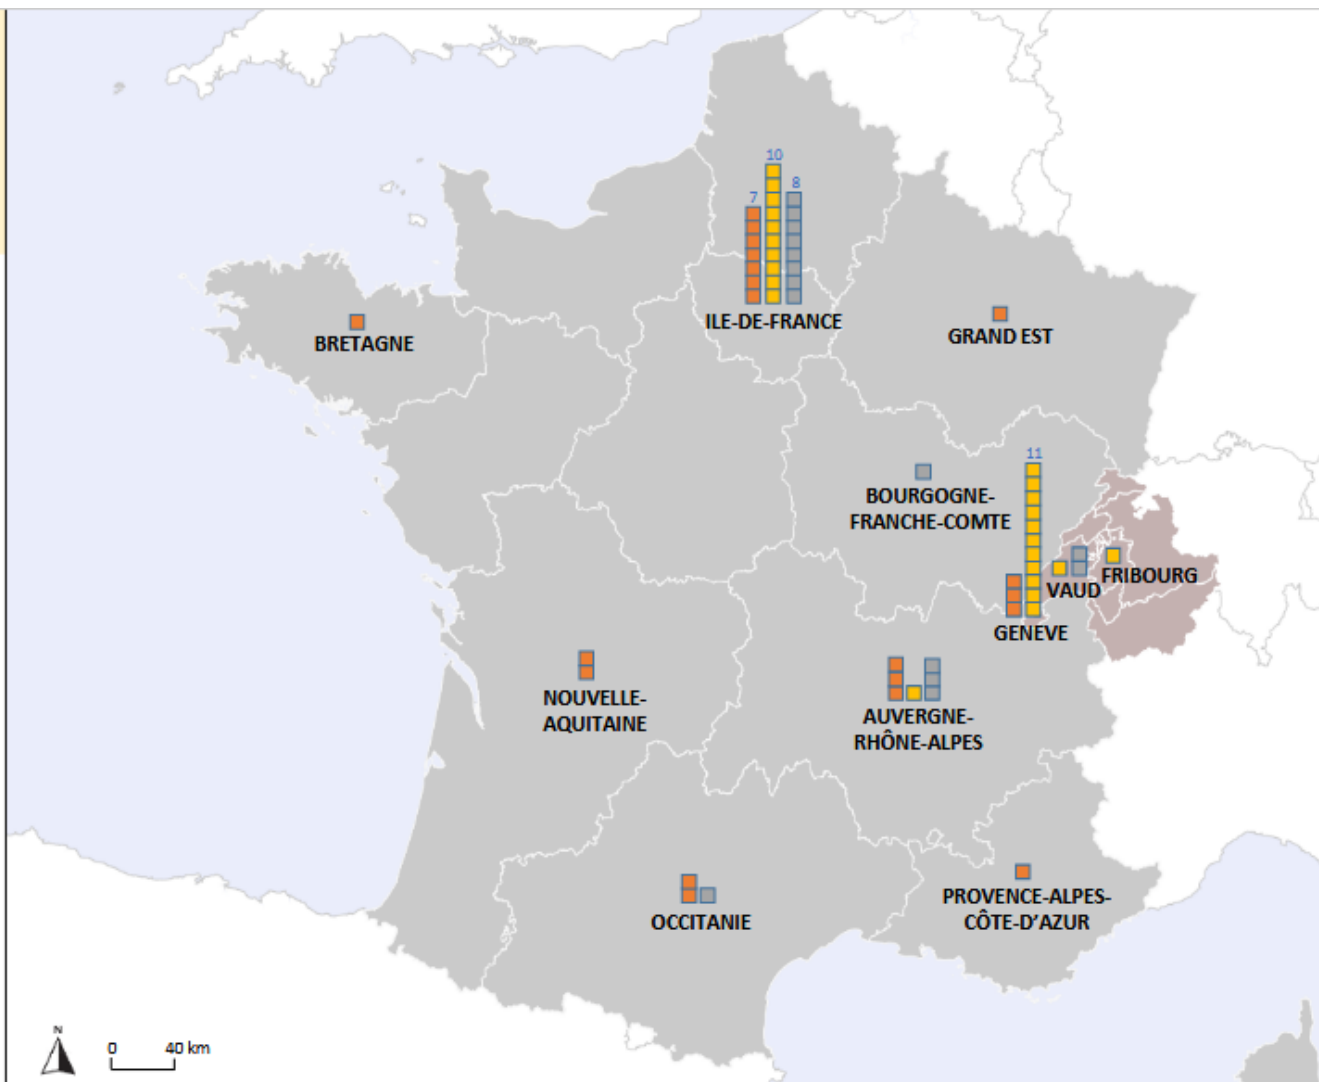 10
8
7
ILE-DE-FRANCE
BRETAGNE
GRAND EST
11
BOURGOGNE-
FRANCHE-COMTE
FRIBOURG
VAUD
GENEVE
NOUVELLE-
AQUITAINE
AUVERGNE-
RHÔNE-ALPES
PROVENCE-ALPES-
CÔTE-D'AZUR
OCCITANIE
N
0 40 km